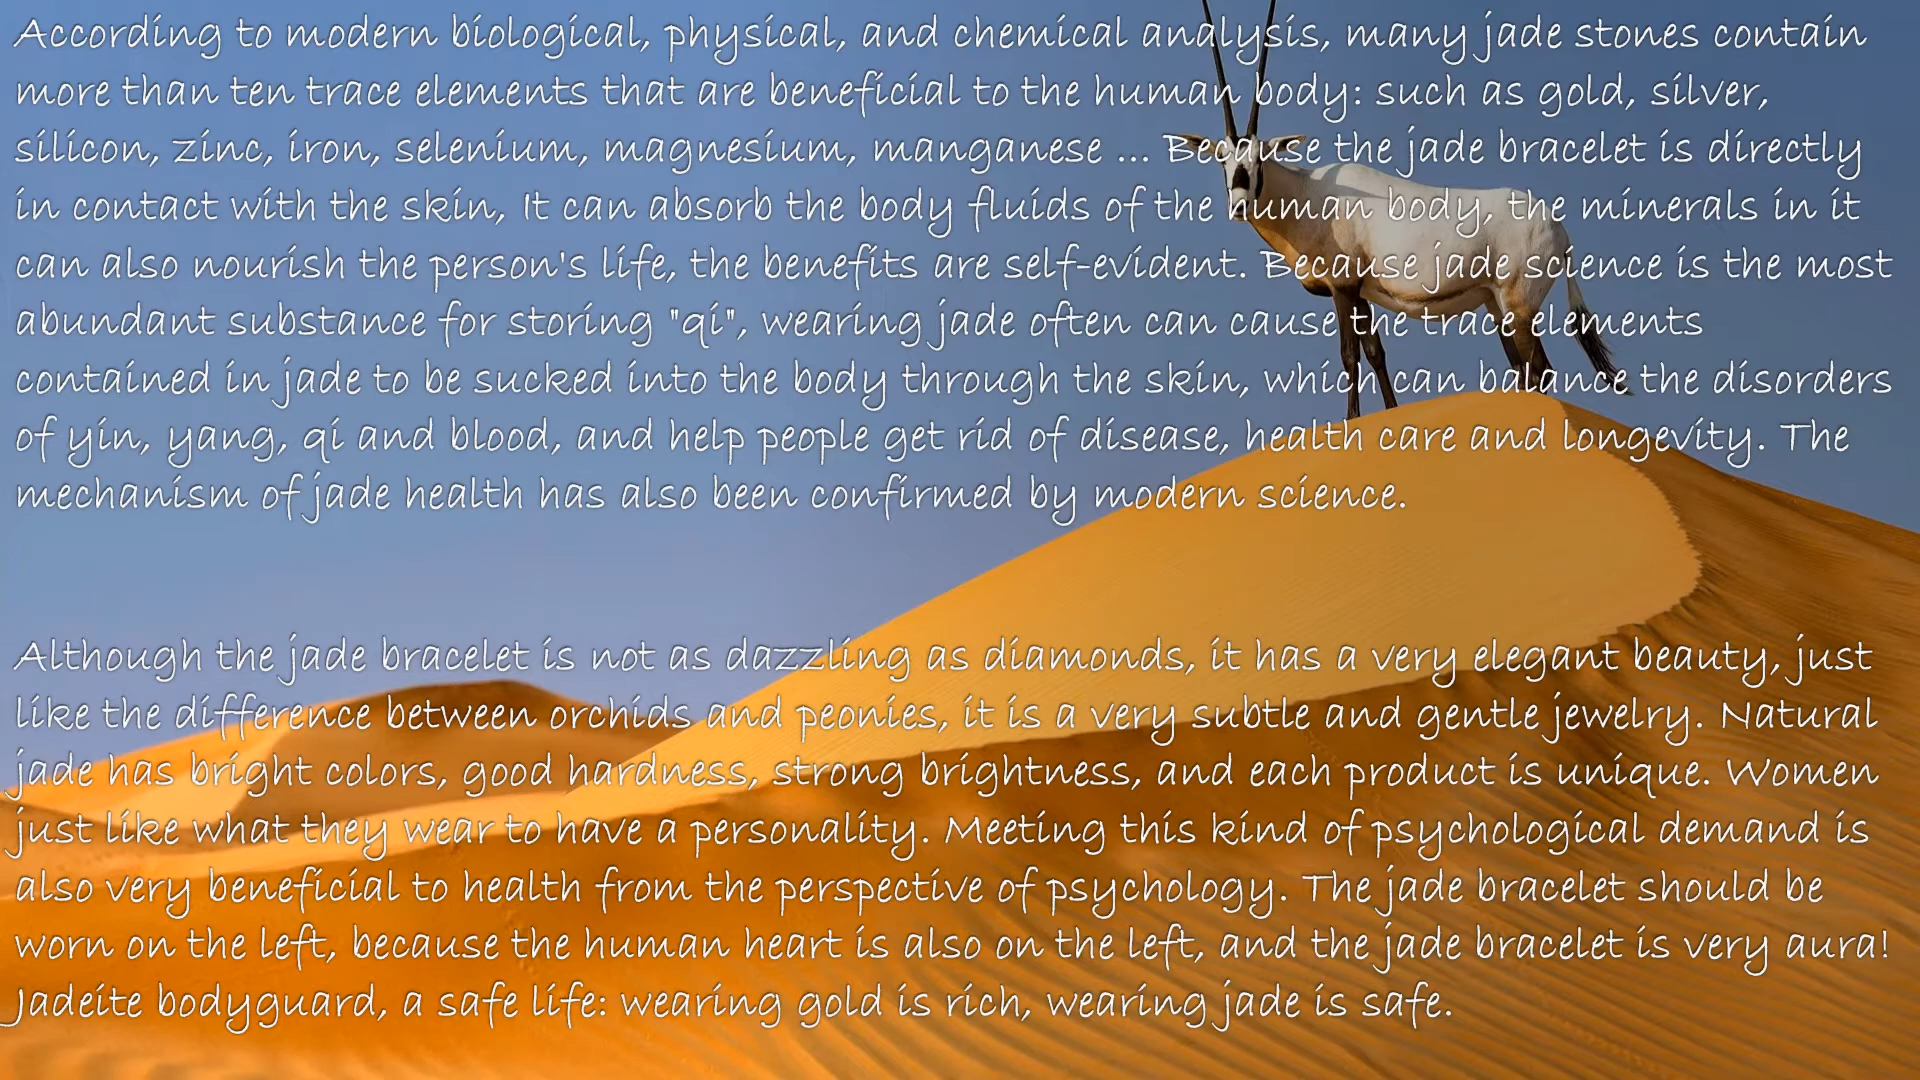 According to modern biological, physical, and chemical analysis, many jade stones contain
more than ten trace elements that are beneficial to the human body: such as gold, silver,
silicon, zinc, iron, selenium, magnesium, manganese ... Because the jade bracelet is directly
in contact with the skin, It can absorb the body fluids of the human body, the minerals in it
can also nourish the person's life, the benefits are self-evident. Because jade science is the most
abundant substance for storing "qi", wearing jade often can cause the trace elements
contained in jade to be sucked into the body through the skin, which can balance the disorders
of yin, yang, qi and blood, and help people get rid of disease, health care and longevity. The
mechanism of jade health has also been confirmed by modern science.
Although the jade bracelet is not as dazzling as diamonds, it has a very elegant beauty, just
like the difference between orchids and peonies, it is a very subtle and gentle jewelry. Natural
jade has bright colors, good hardness, strong brightness, and each product is unique. Women
just like what they wear to have a personality. Meeting this kind of psychological demand is
also very beneficial to health from the perspective of psychology. The jade bracelet should be
worn on the left, because the human heart is also on the left, and the jade bracelet is very aura!
Jadeite bodyguard, a safe life: wearing gold is rich, wearing jade is safe.